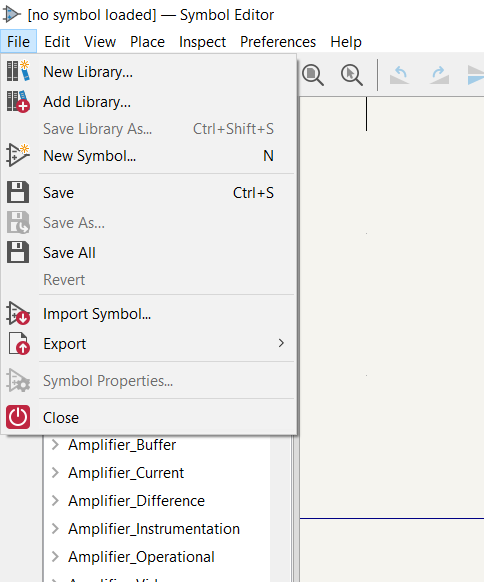 [no symbol loaded] — Symbol Editor
File Edit View Place Inspect Preferences Help
New Library...
Add Library...
Save Library As... Ctrl+Shift+S
New Symbol... N
Save Ctrl+S
Save As...
Save All
Revert
Import Symbol...
Export
Symbol Properties...
Close
Amplifier_Buffer
Amplifier_Current
Amplifier_Difference
Amplifier_Instrumentation
Amplifier_Operational